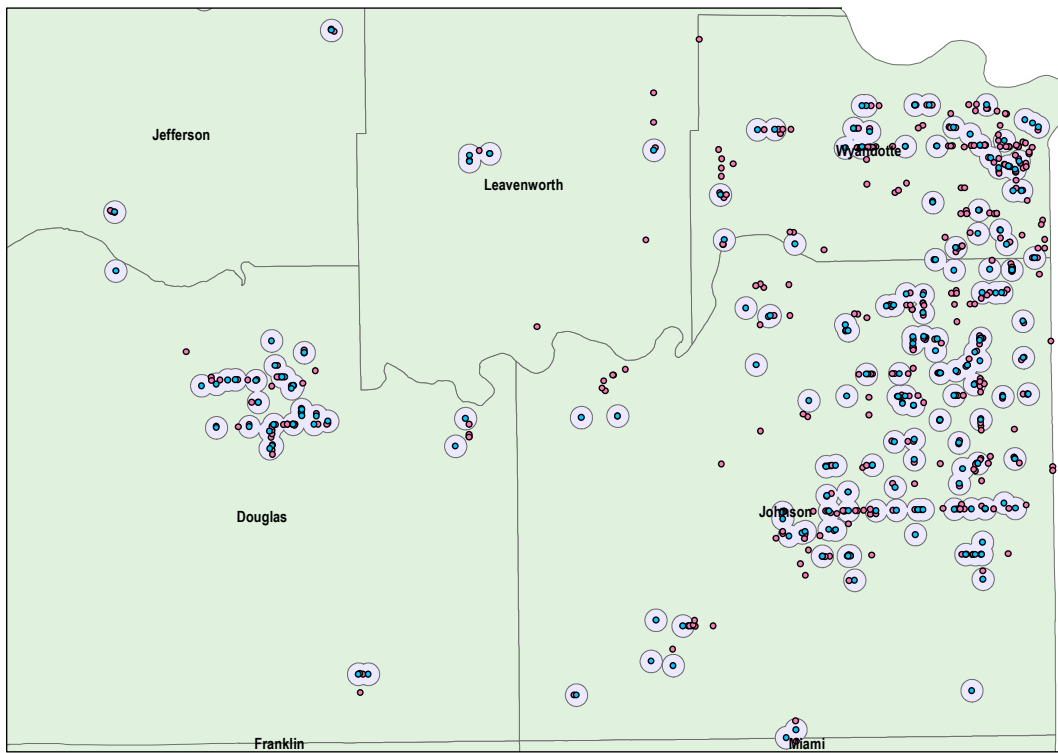 Jefferson
Wyandotte
Leavenworth
Johnson
Douglas
Franklin
Miami